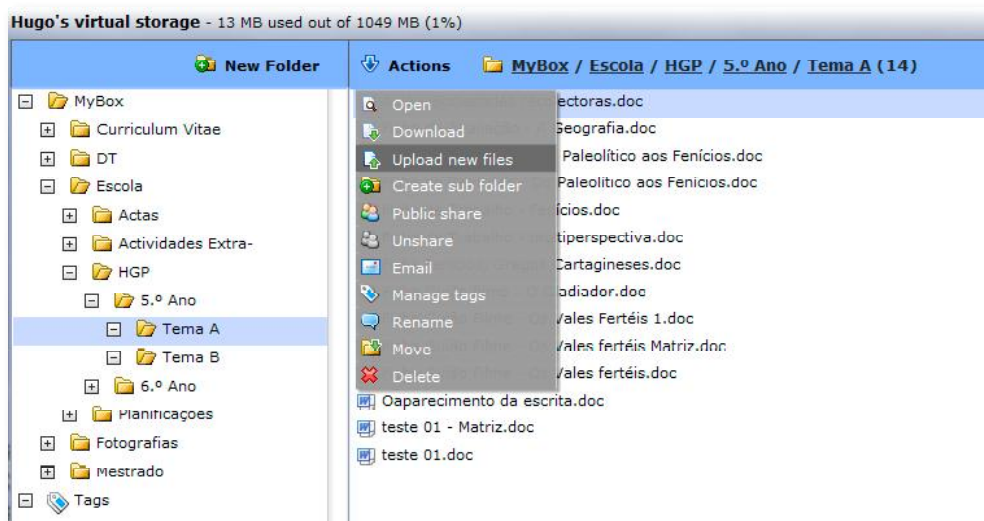 Hugo's virtual storage - 13 MB used out of 1049 MB (1%)
New Folder
Actions MyBox / Escola / HGP / 5.º Ano / Tema A (14)
MyBox
Curriculum Vitae
DT
Escola
Actas
Actividades Extra-
HGP
5.º Ano
Tema A
Tema B
6.º Ano
Planificações
Fotografias
Mestrado
Tags
Open
Download
Upload new files
Create sub folder
Public share
Unshare
Email
Manage tags
Rename
Move
Delete
ectoras.doc
Geografia.doc
Paleolítico aos Fenícios.doc
Paleolitico aos Fenicios.doc
ícios.doc
tiperspectiva.doc
Cartagineses.doc
adiador.doc
Vales Fertéis 1.doc
Vales fertéis Matriz.doc
Vales fertéis.doc
Oaparecimento da escrita.doc
teste 01 - Matriz.doc
teste 01.doc